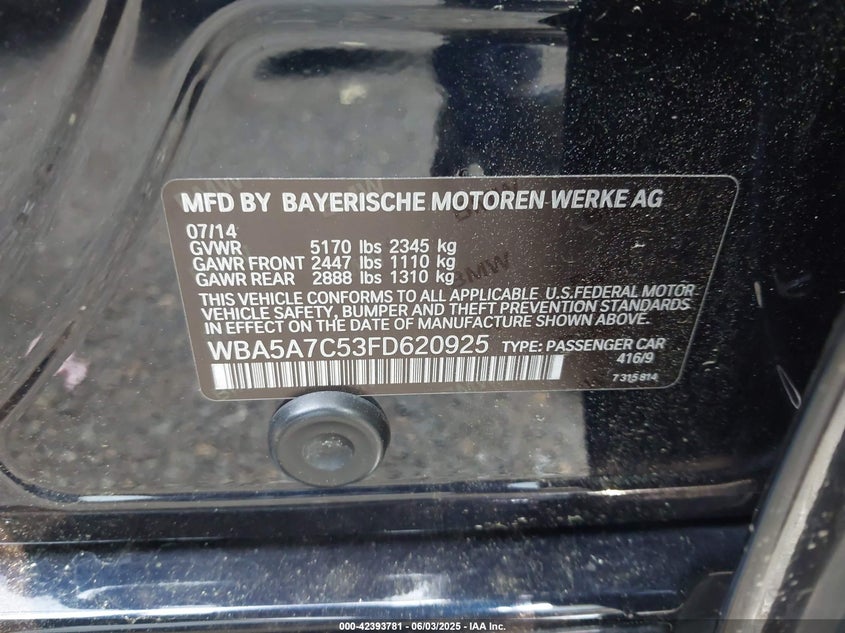 MFD BY BAYERISCHE MOTOREN WERKE AG
07/14
GVWR 5170 lbs 2345 kg
GAWR FRONT 2447 lbs 1110 kg
GAWR REAR 2888 lbs 1310 kg
THIS VEHICLE CONFORMS TO ALL APPLICABLE U.S.FEDERAL MOTOR
VEHICLE SAFETY, BUMPER AND THEFT PREVENTION STANDARDS
IN EFFECT ON THE DATE OF MANUFACTURE SHOWN ABOVE.
WBA5A7C53FD620925 TYPE: PASSENGER CAR
416/9
7 315 814
000-42393781 - 06/03/2025 - IAA Inc.